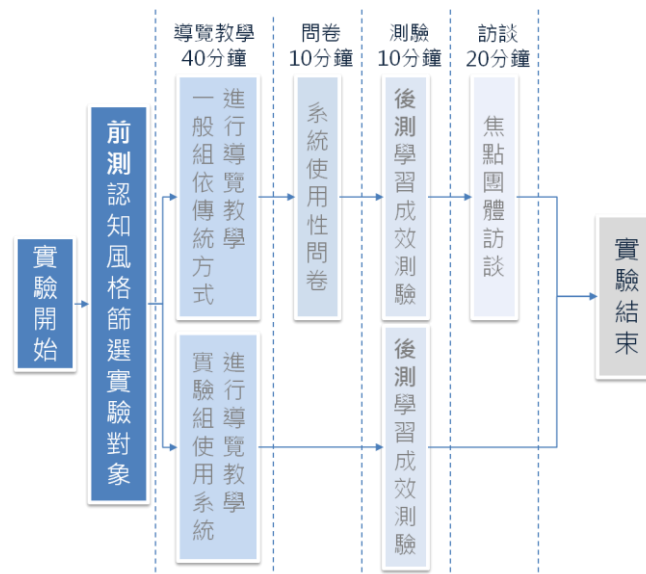 導覽教學
40分鐘
問卷
10分鐘
測驗
10分鐘
訪談
20分鐘
實驗開始
前測認知風格篩選實驗對象
進行導覽教學
一般組依傳統方式
系統使用性問卷
後測學習成效測驗
焦點團體訪談
進行導覽教學
實驗組使用系統
後測學習成效測驗
實驗結束